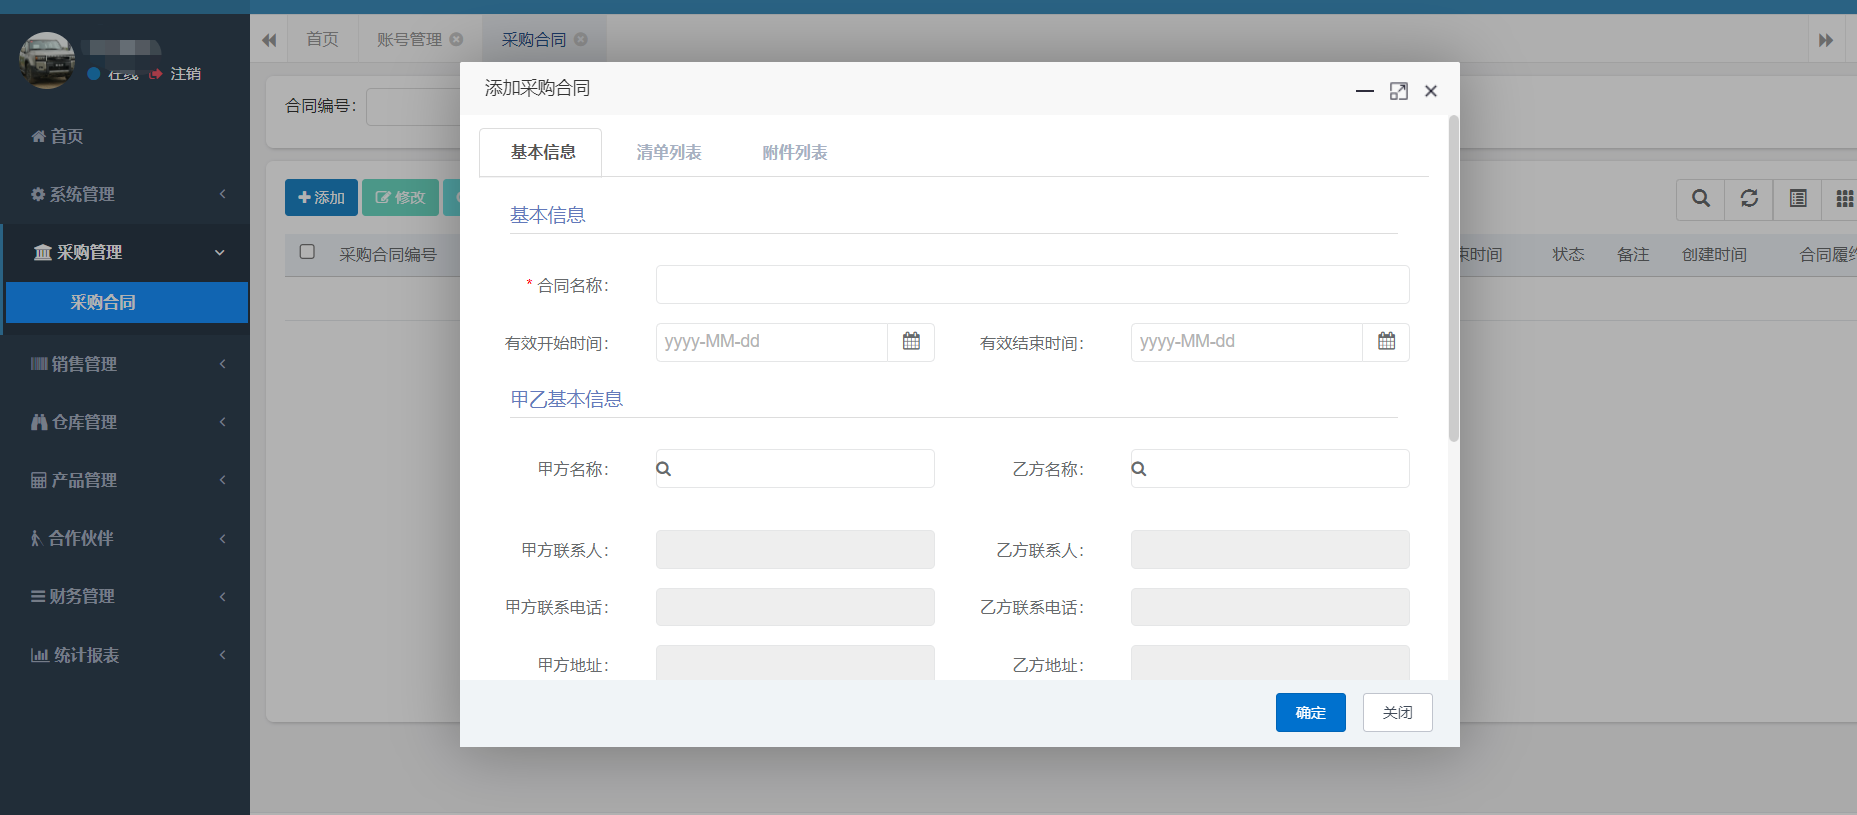 在线 注销
首页
系统管理
采购管理
采购合同
销售管理
仓库管理
产品管理
合作伙伴
财务管理
统计报表
首页 账号管理 采购合同
合同编号：
添加 修改
采购合同编号 束时间 状态 备注 创建时间 合同履约
添加采购合同
基本信息 清单列表 附件列表
基本信息
* 合同名称：
有效开始时间： yyyy-MM-dd 有效结束时间： yyyy-MM-dd
甲乙基本信息
甲方名称： 乙方名称：
甲方联系人： 乙方联系人：
甲方联系电话： 乙方联系电话：
甲方地址： 乙方地址：
确定 关闭